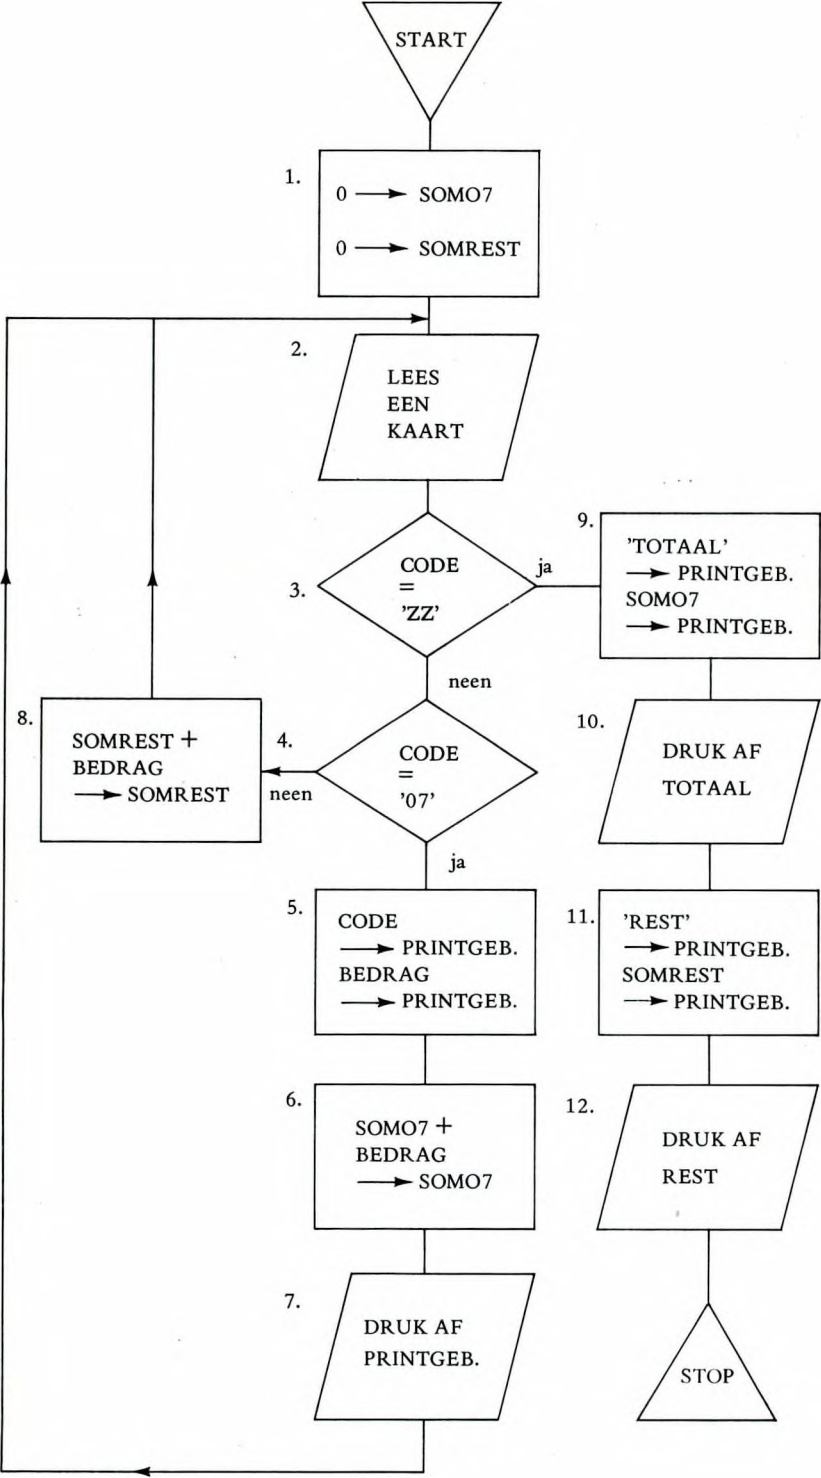 START
1.
0 → SOMO7
0 → SOMREST
2.
LEES
EEN
KAART
3.
CODE
=
'ZZ'
ja
neen
4.
CODE
=
'07'
neen
ja
5.
CODE
→ PRINTGEB.
BEDRAG
→ PRINTGEB.
6.
SOMO7 +
BEDRAG
→ SOMO7
7.
DRUK AF
PRINTGEB.
8.
SOMREST +
BEDRAG
→ SOMREST
9.
'TOTAAL'
→ PRINTGEB.
SOMO7
→ PRINTGEB.
10.
DRUK AF
TOTAAL
11.
'REST'
→ PRINTGEB.
SOMREST
→ PRINTGEB.
12.
DRUK AF
REST
STOP